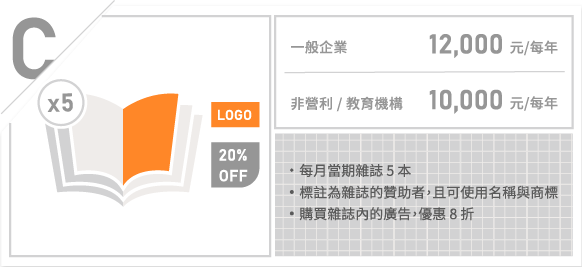 C
x5
LOGO
20%
OFF
一般企業 12,000 元/每年
非營利 / 教育機構 10,000 元/每年
• 每月當期雜誌 5 本
• 標註為雜誌的贊助者，且可使用名稱與商標
• 購買雜誌內的廣告，優惠 8 折